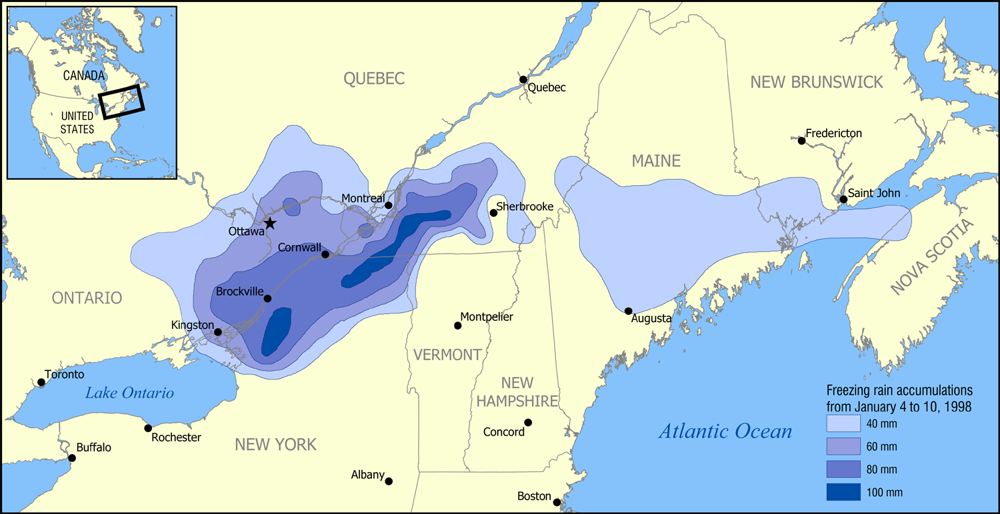 CANADA
UNITED
STATES
QUEBEC
Quebec
NEW BRUNSWICK
Fredericton
MAINE
Montreal
Sherbrooke
Saint John
Ottawa
Cornwall
NOVA SCOTIA
Brockville
ONTARIO
Kingston
Montpelier
Augusta
VERMONT
Toronto
Lake Ontario
NEW
HAMPSHIRE
Concord
Rochester
Buffalo
NEW YORK
Albany
Boston
Atlantic Ocean
Freezing rain accumulations
from January 4 to 10, 1998
40 mm
60 mm
80 mm
100 mm